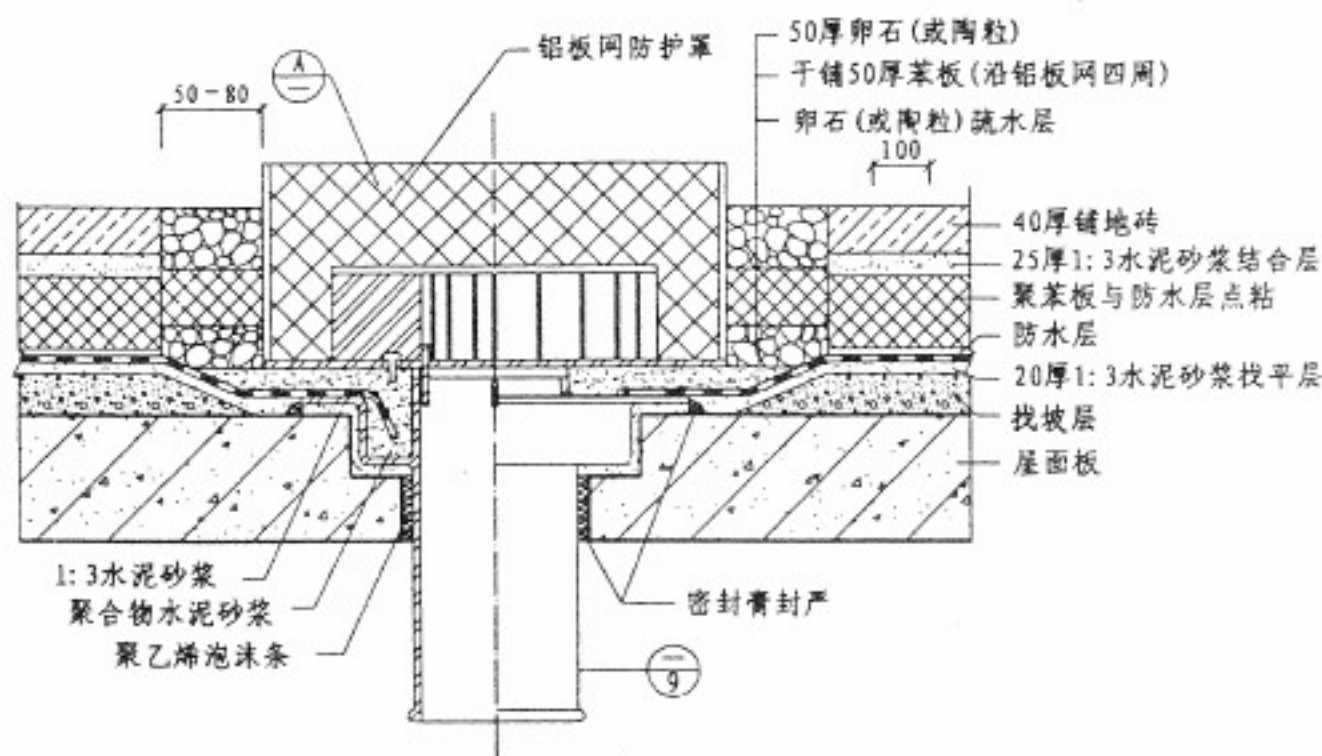 50厚卵石(或陶粒)
铝板网防护罩
干铺50厚苯板(沿铝板网四周)
A
50-80
卵石(或陶粒)疏水层
100
40厚铺地砖
25厚1:3水泥砂浆结合层
聚苯板与防水层点粘
防水层
20厚1:3水泥砂浆找平层
找坡层
屋面板
1:3水泥砂浆
聚合物水泥砂浆
密封膏封严
聚乙烯泡沫条
9